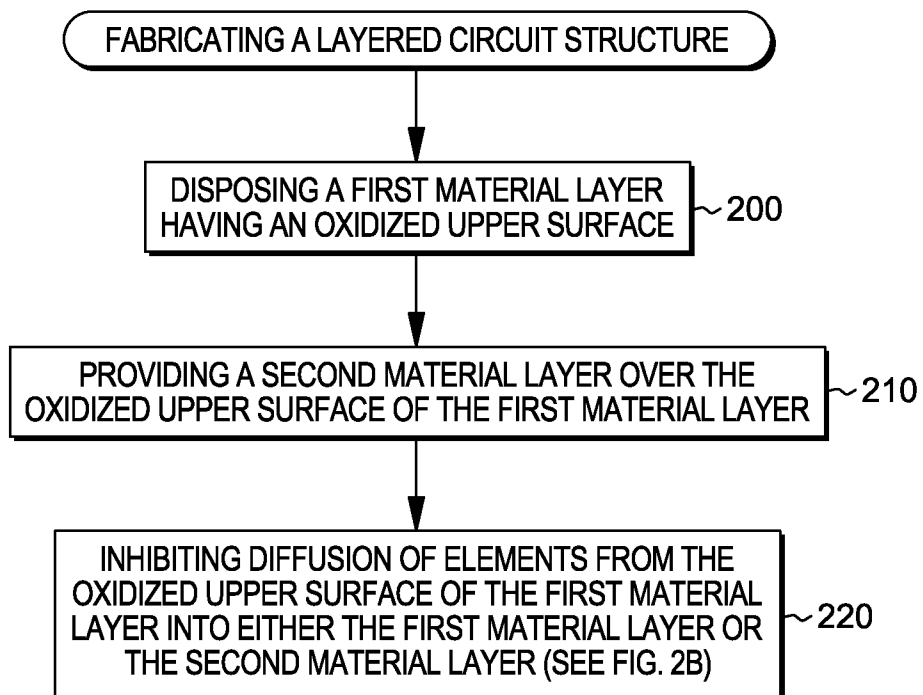 FABRICATING A LAYERED CIRCUIT STRUCTURE
DISPOSING A FIRST MATERIAL LAYER
HAVING AN OXIDIZED UPPER SURFACE
200
PROVIDING A SECOND MATERIAL LAYER OVER THE
OXIDIZED UPPER SURFACE OF THE FIRST MATERIAL LAYER
210
INHIBITING DIFFUSION OF ELEMENTS FROM THE
OXIDIZED UPPER SURFACE OF THE FIRST MATERIAL
LAYER INTO EITHER THE FIRST MATERIAL LAYER OR
THE SECOND MATERIAL LAYER (SEE FIG. 2B)
220